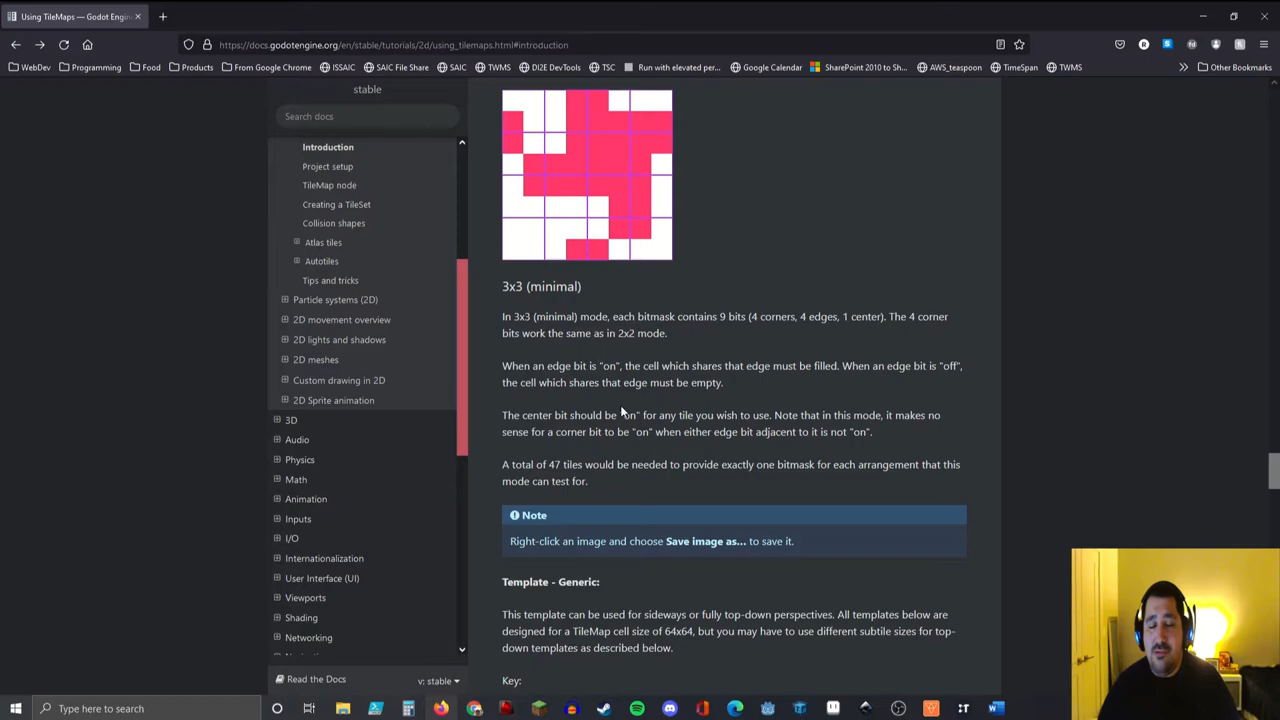 Using TileMaps — Godot Engin
https://docs.godotengine.org/en/stable/tutorials/2d/using_tilemaps.html#introduction
WebDev
Programming
Food
Products
From Google Chrome
ISSAIC
SAIC File Share
SAIC
TWMS
DI2E DevTools
TSC
Run with elevated per...
Google Calendar
SharePoint 2010 to Sh...
AWS_teaspoon
TimeSpan
TWMS
Other Bookmarks
stable
Search docs
Introduction
Project setup
TileMap node
Creating a TileSet
Collision shapes
Atlas tiles
Autotiles
Tips and tricks
Particle systems (2D)
2D movement overview
2D lights and shadows
2D meshes
Custom drawing in 2D
2D Sprite animation
3D
Audio
Physics
Math
Animation
Inputs
I/O
Internationalization
User Interface (UI)
Viewports
Shading
Networking
Read the Docs
v: stable
3x3 (minimal)
In 3x3 (minimal) mode, each bitmask contains 9 bits (4 corners, 4 edges, 1 center). The 4 corner
bits work the same as in 2x2 mode.
When an edge bit is "on", the cell which shares that edge must be filled. When an edge bit is "off",
the cell which shares that edge must be empty.
The center bit should be "on" for any tile you wish to use. Note that in this mode, it makes no
sense for a corner bit to be "on" when either edge bit adjacent to it is not "on".
A total of 47 tiles would be needed to provide exactly one bitmask for each arrangement that this
mode can test for.
Note
Right-click an image and choose Save image as... to save it.
Template - Generic:
This template can be used for sideways or fully top-down perspectives. All templates below are
designed for a TileMap cell size of 64x64, but you may have to use different subtile sizes for top-
down templates as described below.
Key:
Type here to search